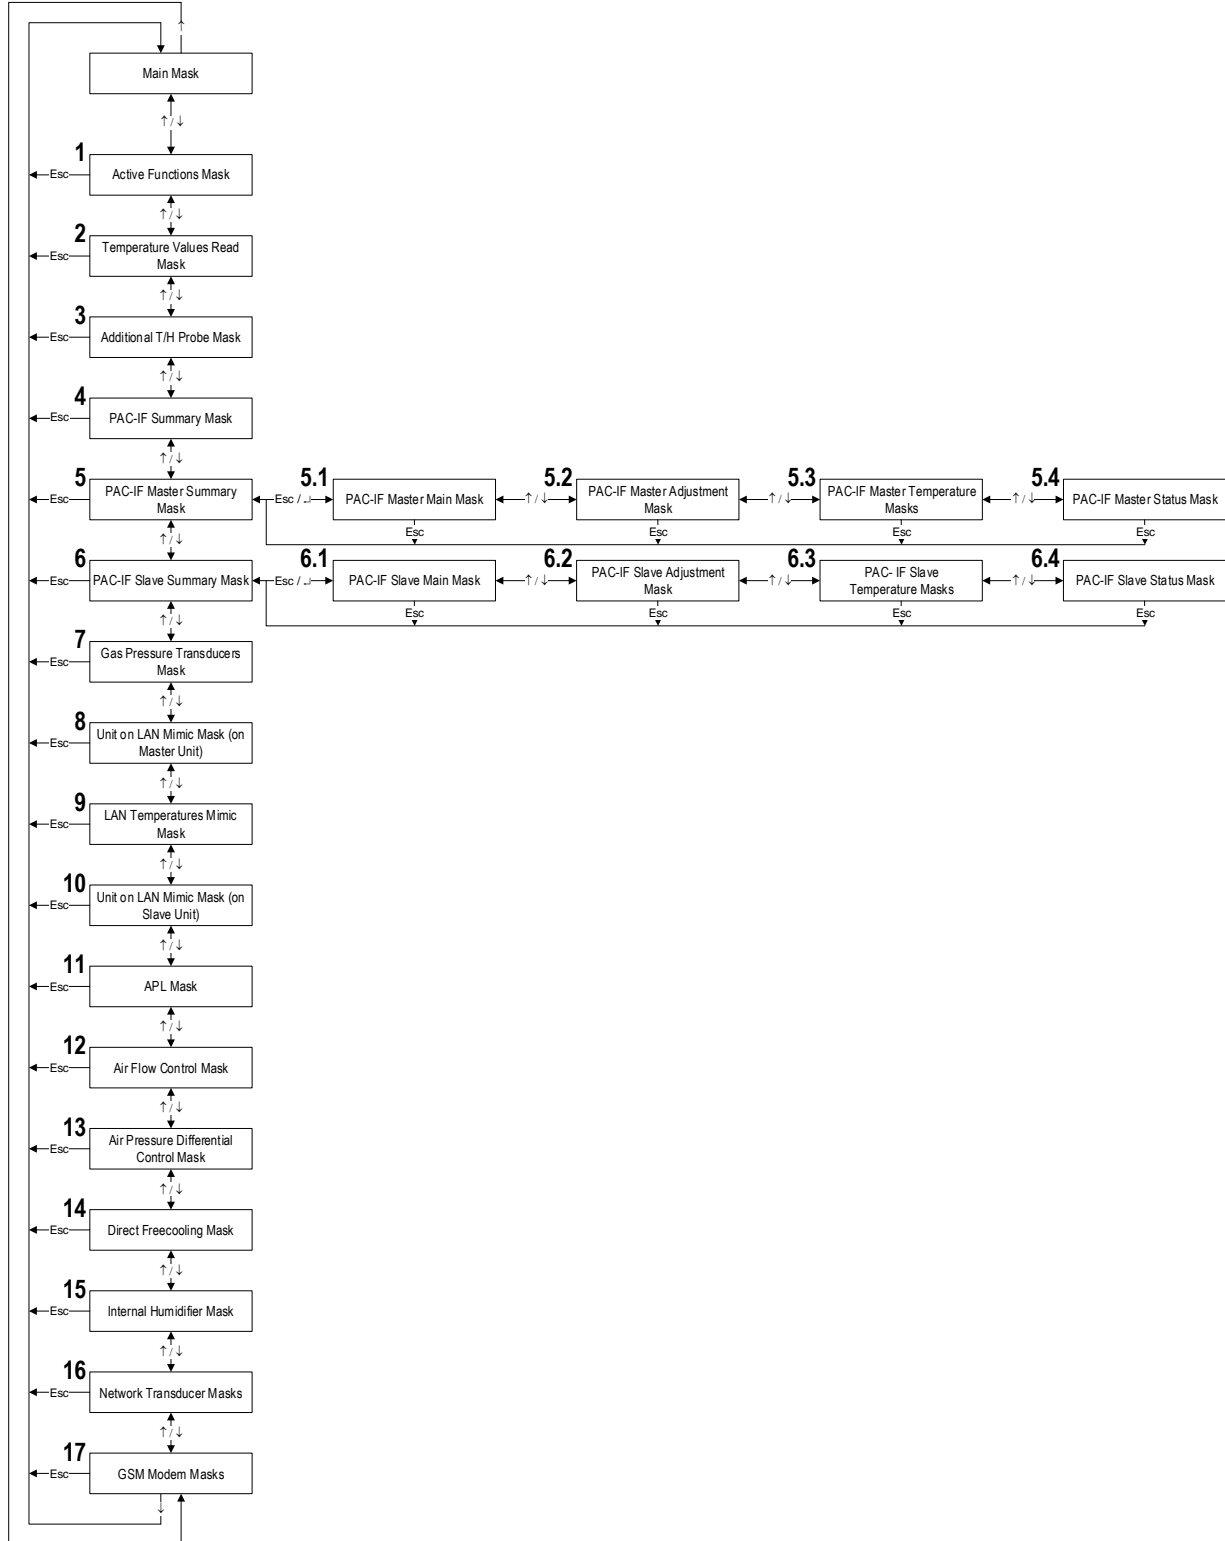 ↑
Main Mask
↑ / ↓
1
Esc
Active Functions Mask
↑ / ↓
2
Esc
Temperature Values Read
Mask
↑ / ↓
3
Esc
Additional T/H Probe Mask
↑ / ↓
4
Esc
PAC-IF Summary Mask
↑ / ↓
5
Esc
PAC-IF Master Summary
Mask
Esc / ↵
5.1
PAC-IF Master Main Mask
Esc
↑ / ↓
5.2
PAC-IF Master Adjustment
Mask
Esc
↑ / ↓
5.3
PAC-IF Master Temperature
Masks
Esc
↑ / ↓
5.4
PAC-IF Master Status Mask
Esc
↑ / ↓
6
Esc
PAC-IF Slave Summary Mask
Esc / ↵
6.1
PAC-IF Slave Main Mask
Esc
↑ / ↓
6.2
PAC-IF Slave Adjustment
Mask
Esc
↑ / ↓
6.3
PAC- IF Slave
Temperature Masks
Esc
↑ / ↓
6.4
PAC-IF Slave Status Mask
Esc
↑ / ↓
7
Esc
Gas Pressure Transducers
Mask
↑ / ↓
8
Esc
Unit on LAN Mimic Mask (on
Master Unit)
↑ / ↓
9
Esc
LAN Temperatures Mimic
Mask
↑ / ↓
10
Esc
Unit on LAN Mimic Mask (on
Slave Unit)
↑ / ↓
11
Esc
APL Mask
↑ / ↓
12
Esc
Air Flow Control Mask
↑ / ↓
13
Esc
Air Pressure Differential
Control Mask
↑ / ↓
14
Esc
Direct Freecooling Mask
↑ / ↓
15
Esc
Internal Humidifier Mask
↑ / ↓
16
Esc
Network Transducer Masks
↑ / ↓
17
Esc
GSM Modem Masks
↓